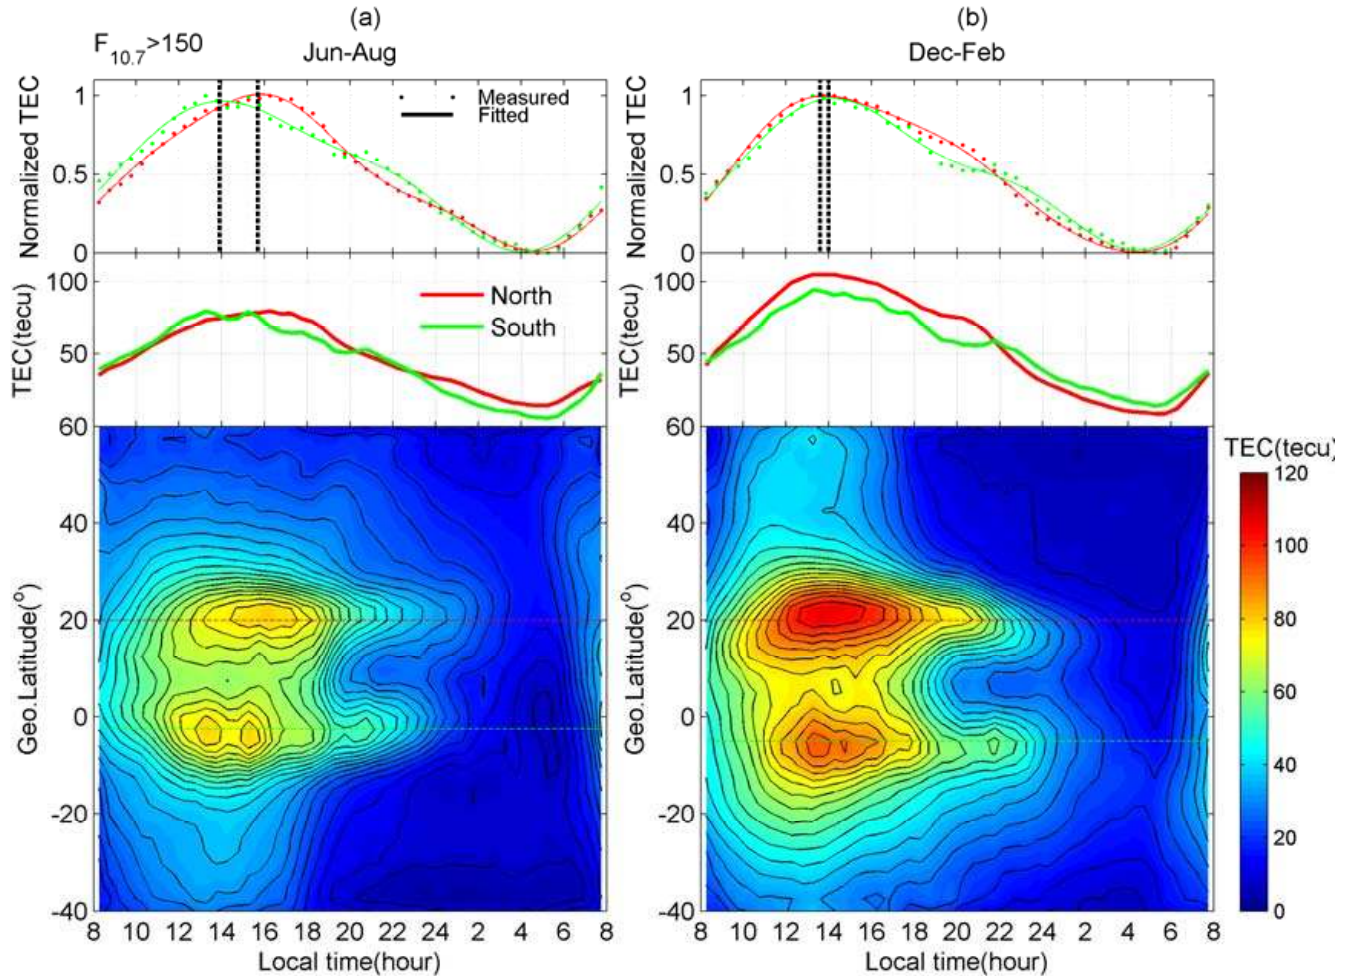 (a)
(b)
F10.7>150
Jun-Aug
Dec-Feb
Normalized TEC
1
0.5
0
Measured
Fitted
Normalized TEC
1
0.5
0
TEC(tecu)
100
50
North
South
TEC(tecu)
100
50
Geo.Latitude(°)
60
40
20
0
-20
-40
8 10 12 14 16 18 20 22 24 2 4 6 8
Local time(hour)
Geo.Latitude(°)
60
40
20
0
-20
-40
8 10 12 14 16 18 20 22 24 2 4 6 8
Local time(hour)
TEC(tecu)
120
100
80
60
40
20
0